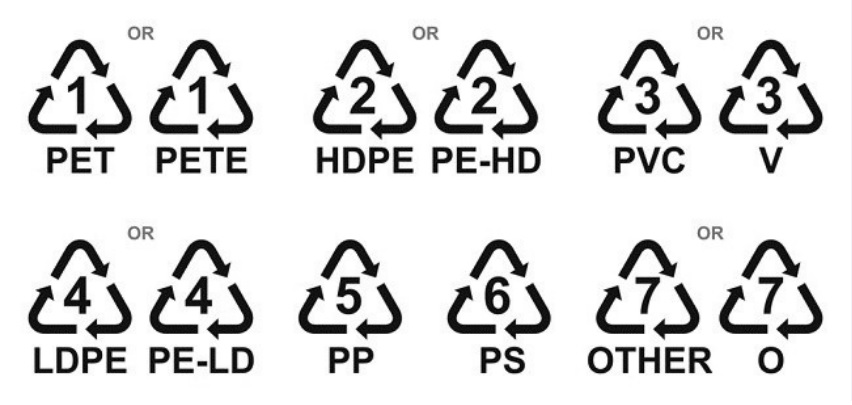 OR OR OR
1 1 2 2 3 3
PET PETE HDPE PE-HD PVC V
OR OR
4 4 5 6 7 7
LDPE PE-LD PP PS OTHER O